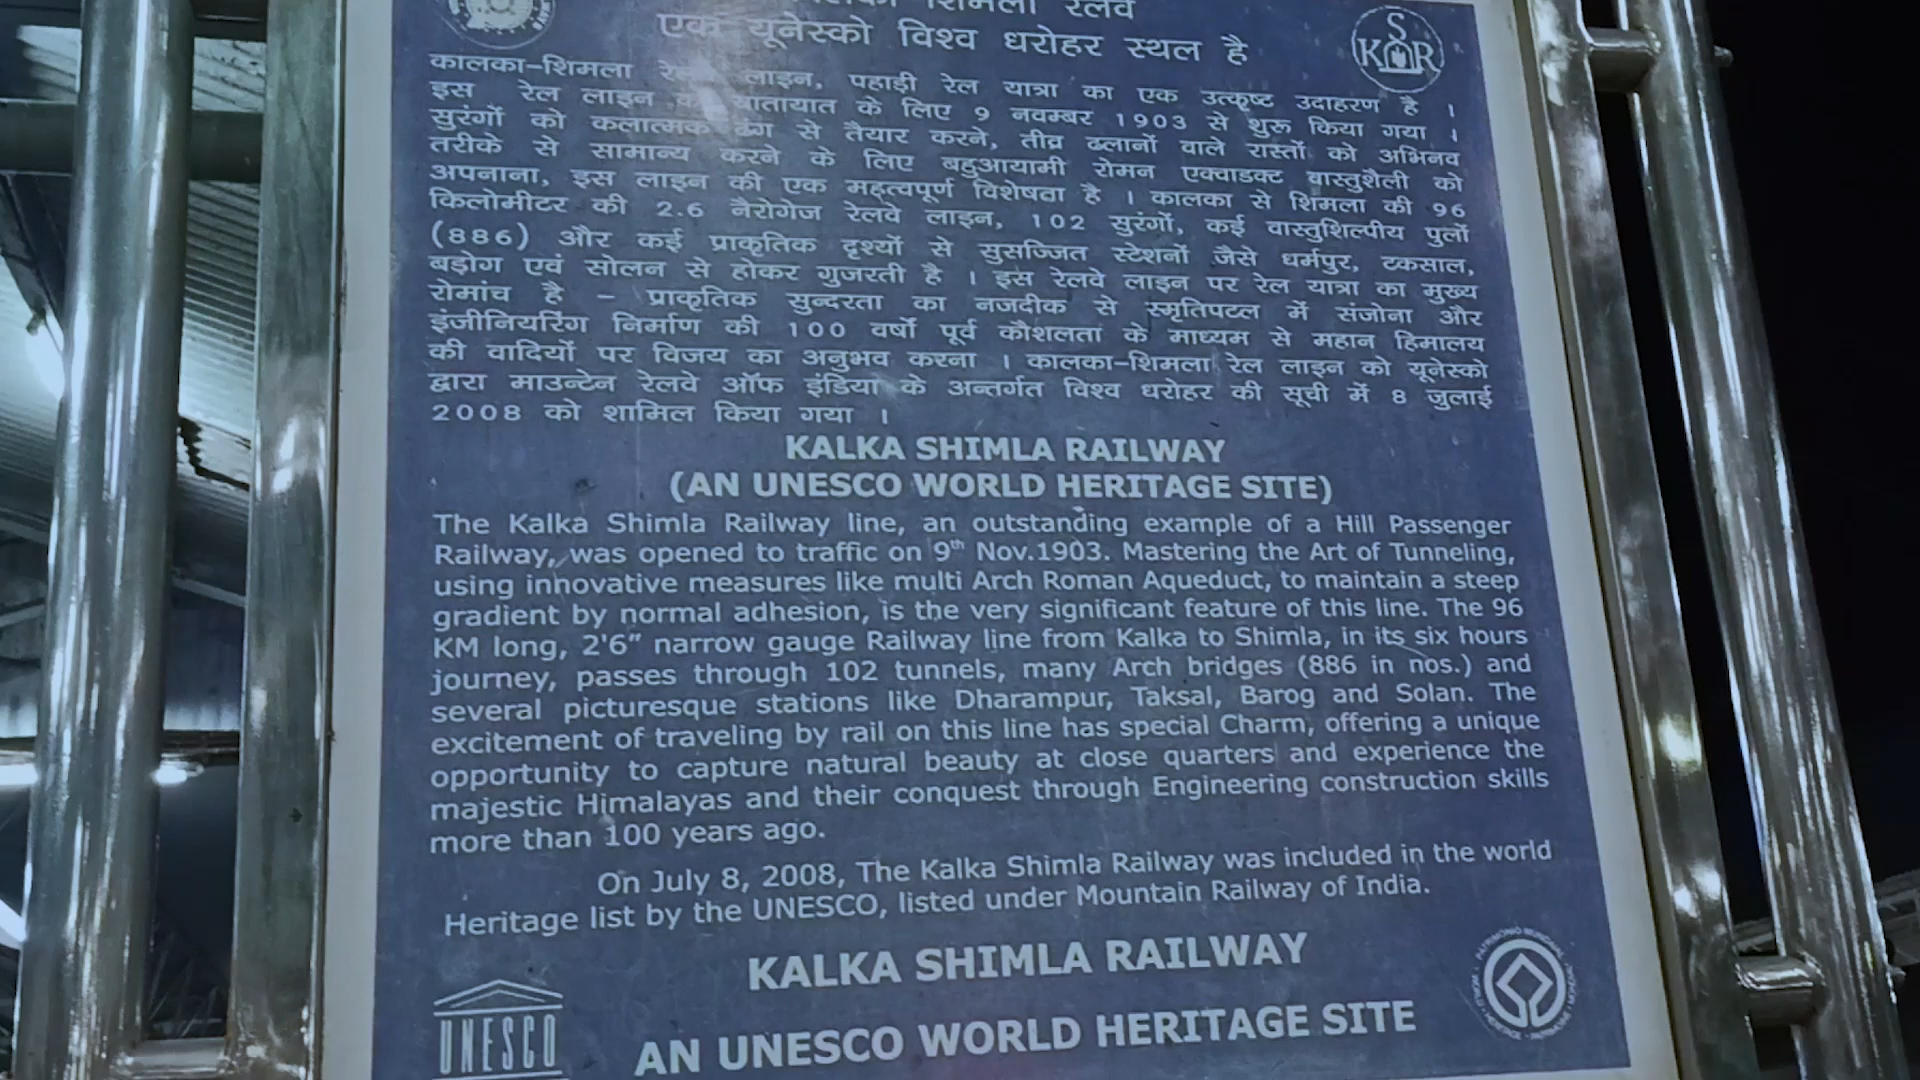 शिमला रेलवे
एक यूनेस्को विश्व धरोहर स्थल है
S
K R
कालका-शिमला रेल लाइन, पहाड़ी रेल यात्रा का एक उत्कृष्ट उदाहरण है ।
इस रेल लाइन को यातायात के लिए 9 नवम्बर 1903 से शुरू किया गया ।
सुरंगों को कलात्मक ढंग से तैयार करने, तीव्र ढलानों वाले रास्तों को अभिनव
तरीके से सामान्य करने के लिए बहुआयामी रोमन एक्वाडक्ट वास्तुशैली को
अपनाना, इस लाइन की एक महत्वपूर्ण विशेषता है । कालका से शिमला की 96
किलोमीटर की 2.6 नैरोगेज रेलवे लाइन, 102 सुरंगों, कई वास्तुशिल्पीय पुलों
(886) और कई प्राकृतिक दृश्यों से सुसज्जित स्टेशनों जैसे धर्मपुर, टकसाल,
बड़ोग एवं सोलन से होकर गुजरती है । इस रेलवे लाइन पर रेल यात्रा का मुख्य
रोमांच है – प्राकृतिक सुन्दरता का नजदीक से स्मृतिपटल में संजोना और
इंजीनियरिंग निर्माण की 100 वर्षों पूर्व कौशलता के माध्यम से महान हिमालय
की वादियों पर विजय का अनुभव करना । कालका-शिमला रेल लाइन को यूनेस्को
द्वारा माउन्टेन रेलवे ऑफ इंडिया के अन्तर्गत विश्व धरोहर की सूची में 8 जुलाई
2008 को शामिल किया गया ।
KALKA SHIMLA RAILWAY
(AN UNESCO WORLD HERITAGE SITE)
The Kalka Shimla Railway line, an outstanding example of a Hill Passenger
Railway, was opened to traffic on 9th Nov.1903. Mastering the Art of Tunneling,
using innovative measures like multi Arch Roman Aqueduct, to maintain a steep
gradient by normal adhesion, is the very significant feature of this line. The 96
KM long, 2'6" narrow gauge Railway line from Kalka to Shimla, in its six hours
journey, passes through 102 tunnels, many Arch bridges (886 in nos.) and
several picturesque stations like Dharampur, Taksal, Barog and Solan. The
excitement of traveling by rail on this line has special Charm, offering a unique
opportunity to capture natural beauty at close quarters and experience the
majestic Himalayas and their conquest through Engineering construction skills
more than 100 years ago.
On July 8, 2008, The Kalka Shimla Railway was included in the world
Heritage list by the UNESCO, listed under Mountain Railway of India.
KALKA SHIMLA RAILWAY
AN UNESCO WORLD HERITAGE SITE
UNESCO
PATRIMONIO MUNDIAL
WORLD HERITAGE
PATRIMOINE MONDIAL